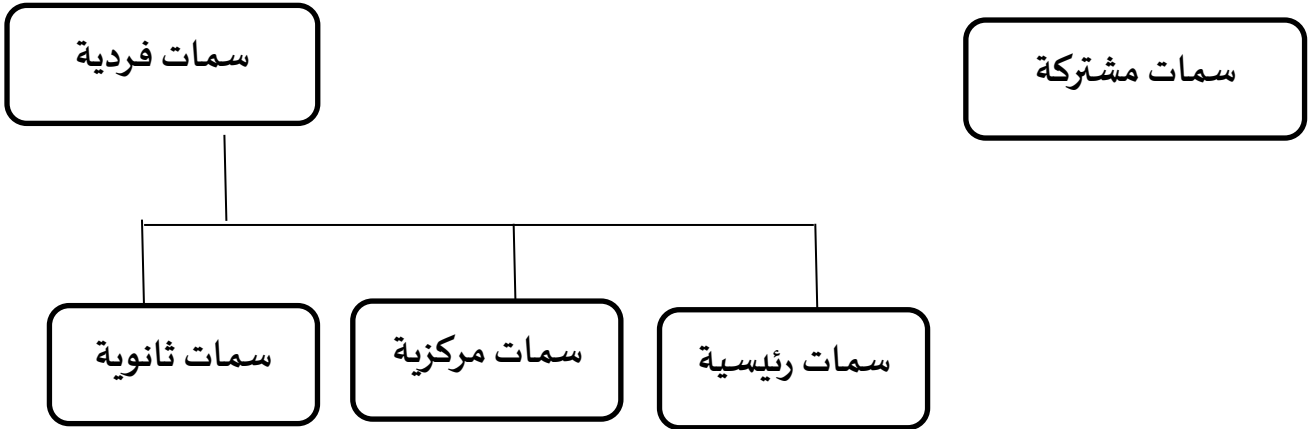 سمات مشتركة
سمات فردية
سمات رئيسية
سمات مركزية
سمات ثانوية